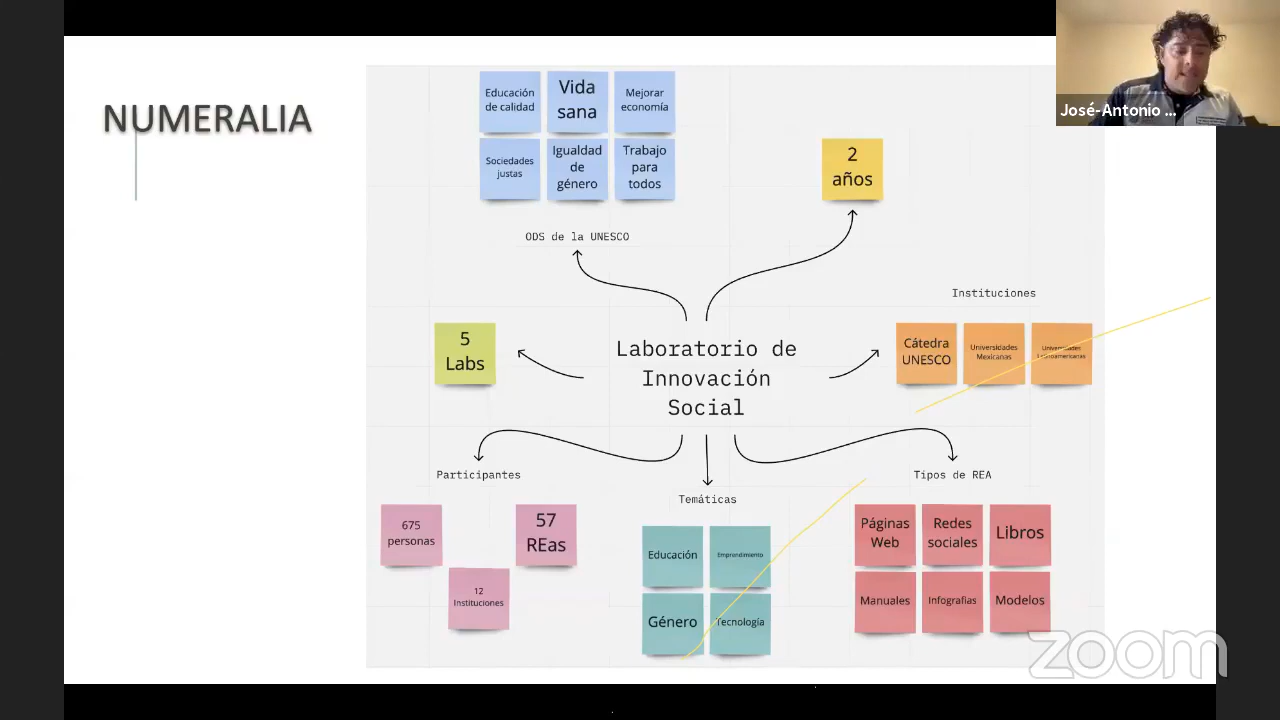 NUMERALIA
José-Antonio ...
Educación
de calidad
Vida
sana
Mejorar
economía
Sociedades
justas
Igualdad
de
género
Trabajo
para
todos
ODS de la UNESCO
2
años
Instituciones
5
Labs
Laboratorio de
Innovación
Social
Cátedra
UNESCO
Universidades
Mexicanas
Universidades
Latinoamericanas
Participantes
675
personas
57
REas
12
Instituciones
Temáticas
Educación
Emprendimiento
Género
Tecnología
Tipos de REA
Páginas
Web
Redes
sociales
Libros
Manuales
Infografias
Modelos
zoom